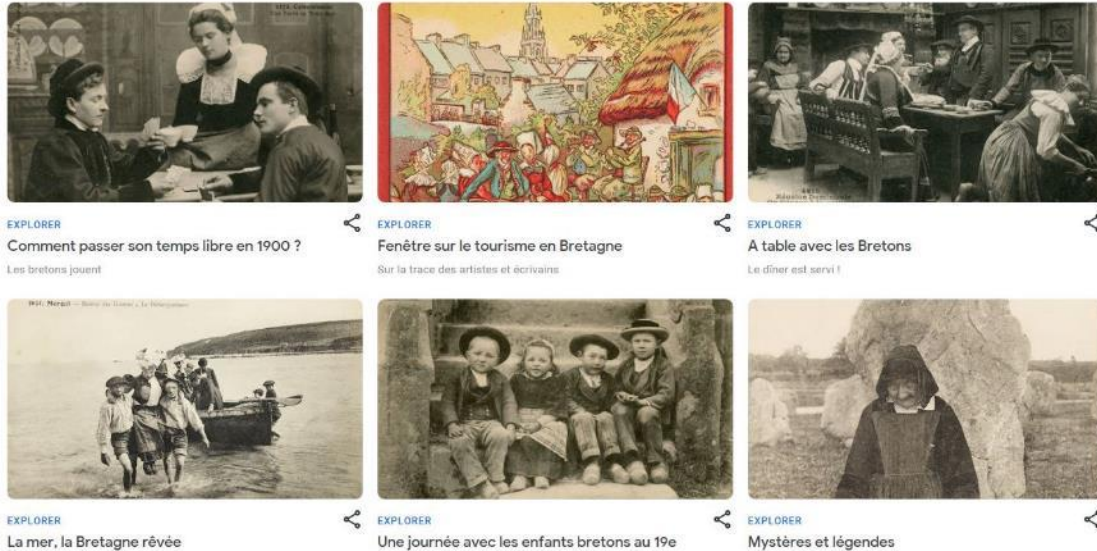 EXPLORER
Comment passer son temps libre en 1900 ?
Les bretons jouent
EXPLORER
Fenêtre sur le tourisme en Bretagne
Sur la trace des artistes et écrivains
EXPLORER
A table avec les Bretons
Le dîner est servi !
EXPLORER
La mer, la Bretagne rêvée
EXPLORER
Une journée avec les enfants bretons au 19e
EXPLORER
Mystères et légendes